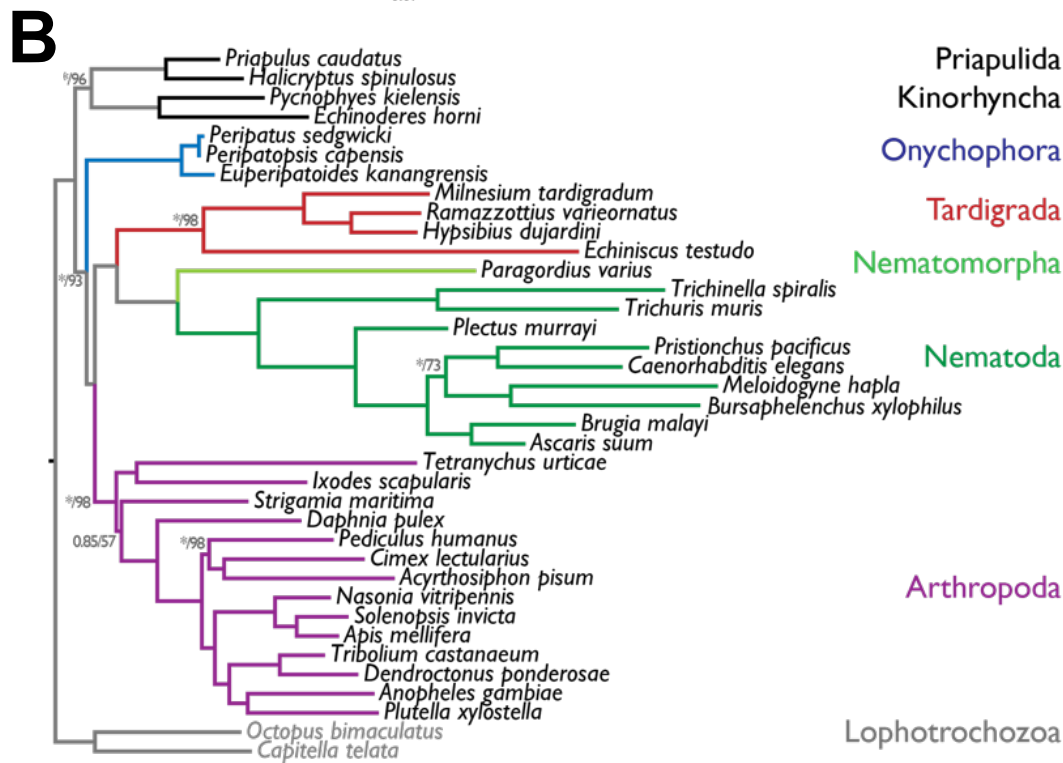 B
Priapulus caudatus
Halicryptus spinulosus
Pycnophyes kielensis
Echinoderes horni
Peripatus sedgwicki
Peripatopsis capensis
Euperipatoides kanangrensis
Milnesium tardigradum
Ramazzottius varieornatus
Hypsibius dujardini
Echiniscus testudo
Paragordius varius
Trichinella spiralis
Trichuris muris
Plectus murrayi
Pristionchus pacificus
Caenorhabditis elegans
Meloidogyne hapla
Bursaphelenchus xylophilus
Brugia malayi
Ascaris suum
Tetranychus urticae
Ixodes scapularis
Strigamia maritima
Daphnia pulex
Pediculus humanus
Cimex lectularius
Acyrthosiphon pisum
Nasonia vitripennis
Solenopsis invicta
Apis mellifera
Tribolium castanaeum
Dendroctonus ponderosae
Anopheles gambiae
Plutella xylostella
Octopus bimaculatus
Capitella telata
*/96
*/98
*/93
*/73
*/98
0.85/57
*/98
Priapulida
Kinorhyncha
Onychophora
Tardigrada
Nematomorpha
Nematoda
Arthropoda
Lophotrochozoa